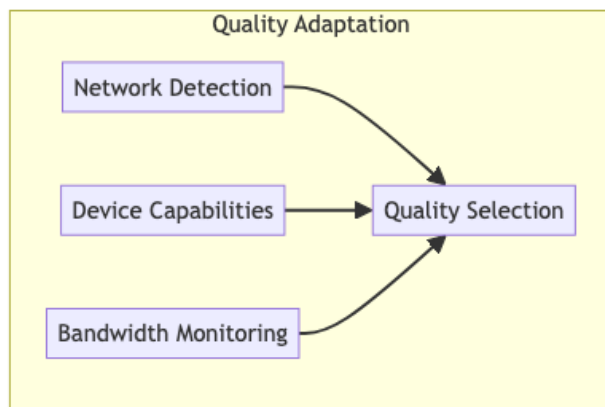 Quality Adaptation
Network Detection
Device Capabilities
Quality Selection
Bandwidth Monitoring